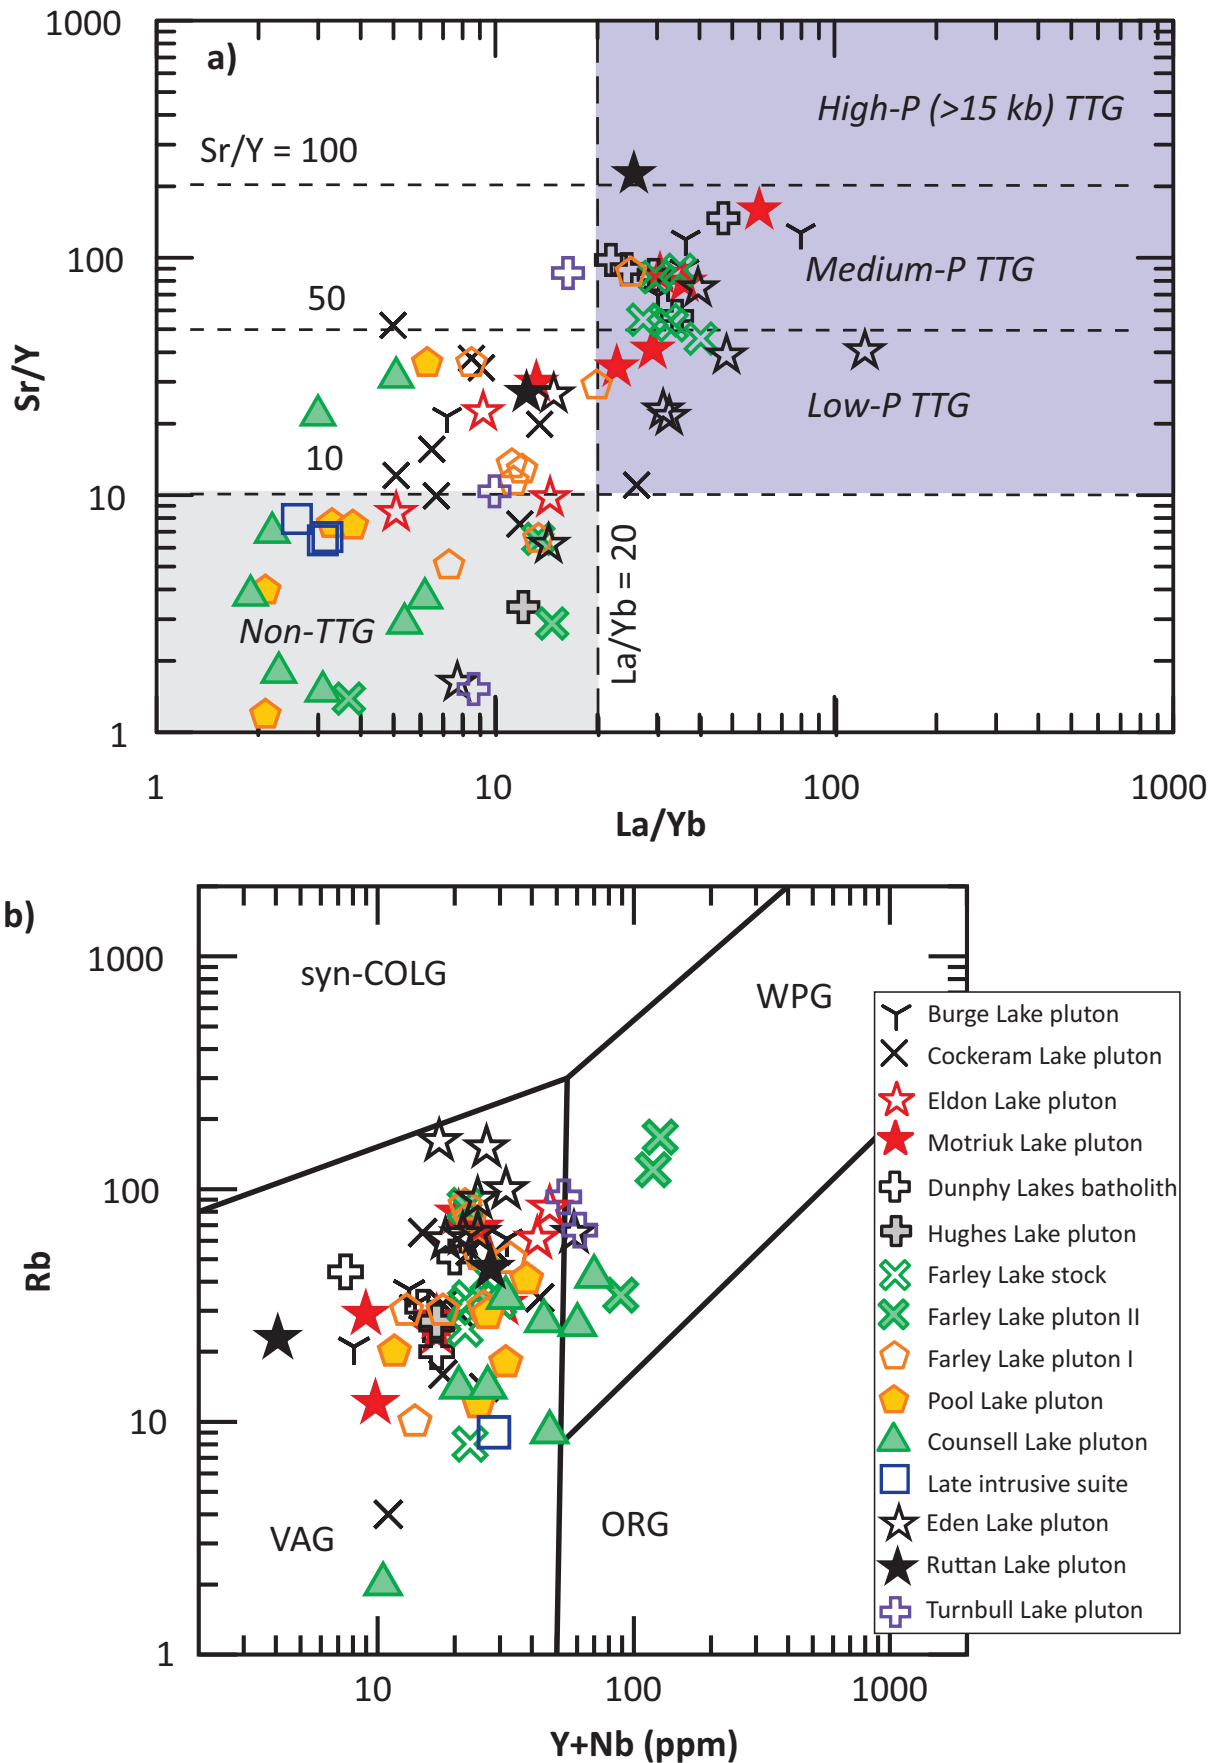 a)
1000
100
10
1
Sr/Y
Sr/Y = 100
50
10
High-P (>15 kb) TTG
Medium-P TTG
Low-P TTG
Non-TTG
La/Yb = 20
1
10
100
1000
La/Yb
b)
1000
100
10
1
Rb
syn-COLG
WPG
VAG
ORG
Burge Lake pluton
Cockeram Lake pluton
Eldon Lake pluton
Motriuk Lake pluton
Dunphy Lakes batholith
Hughes Lake pluton
Farley Lake stock
Farley Lake pluton II
Farley Lake pluton I
Pool Lake pluton
Counsell Lake pluton
Late intrusive suite
Eden Lake pluton
Ruttan Lake pluton
Turnbull Lake pluton
10
100
1000
Y+Nb (ppm)